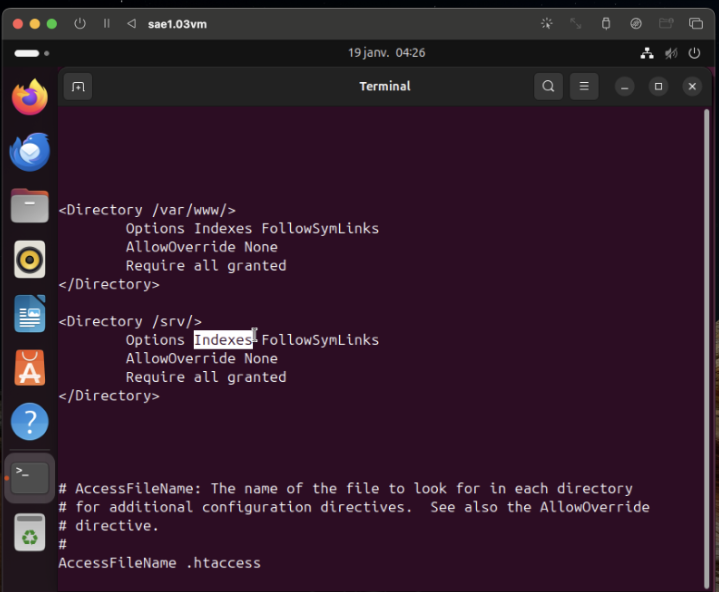 sae1.03vm
19 janv. 04:26
Terminal
<Directory /var/www/>
Options Indexes FollowSymLinks
AllowOverride None
Require all granted
</Directory>
<Directory /srv/>
Options Indexes FollowSymLinks
AllowOverride None
Require all granted
</Directory>
# AccessFileName: The name of the file to look for in each directory
# for additional configuration directives.  See also the AllowOverride
# directive.
#
AccessFileName .htaccess